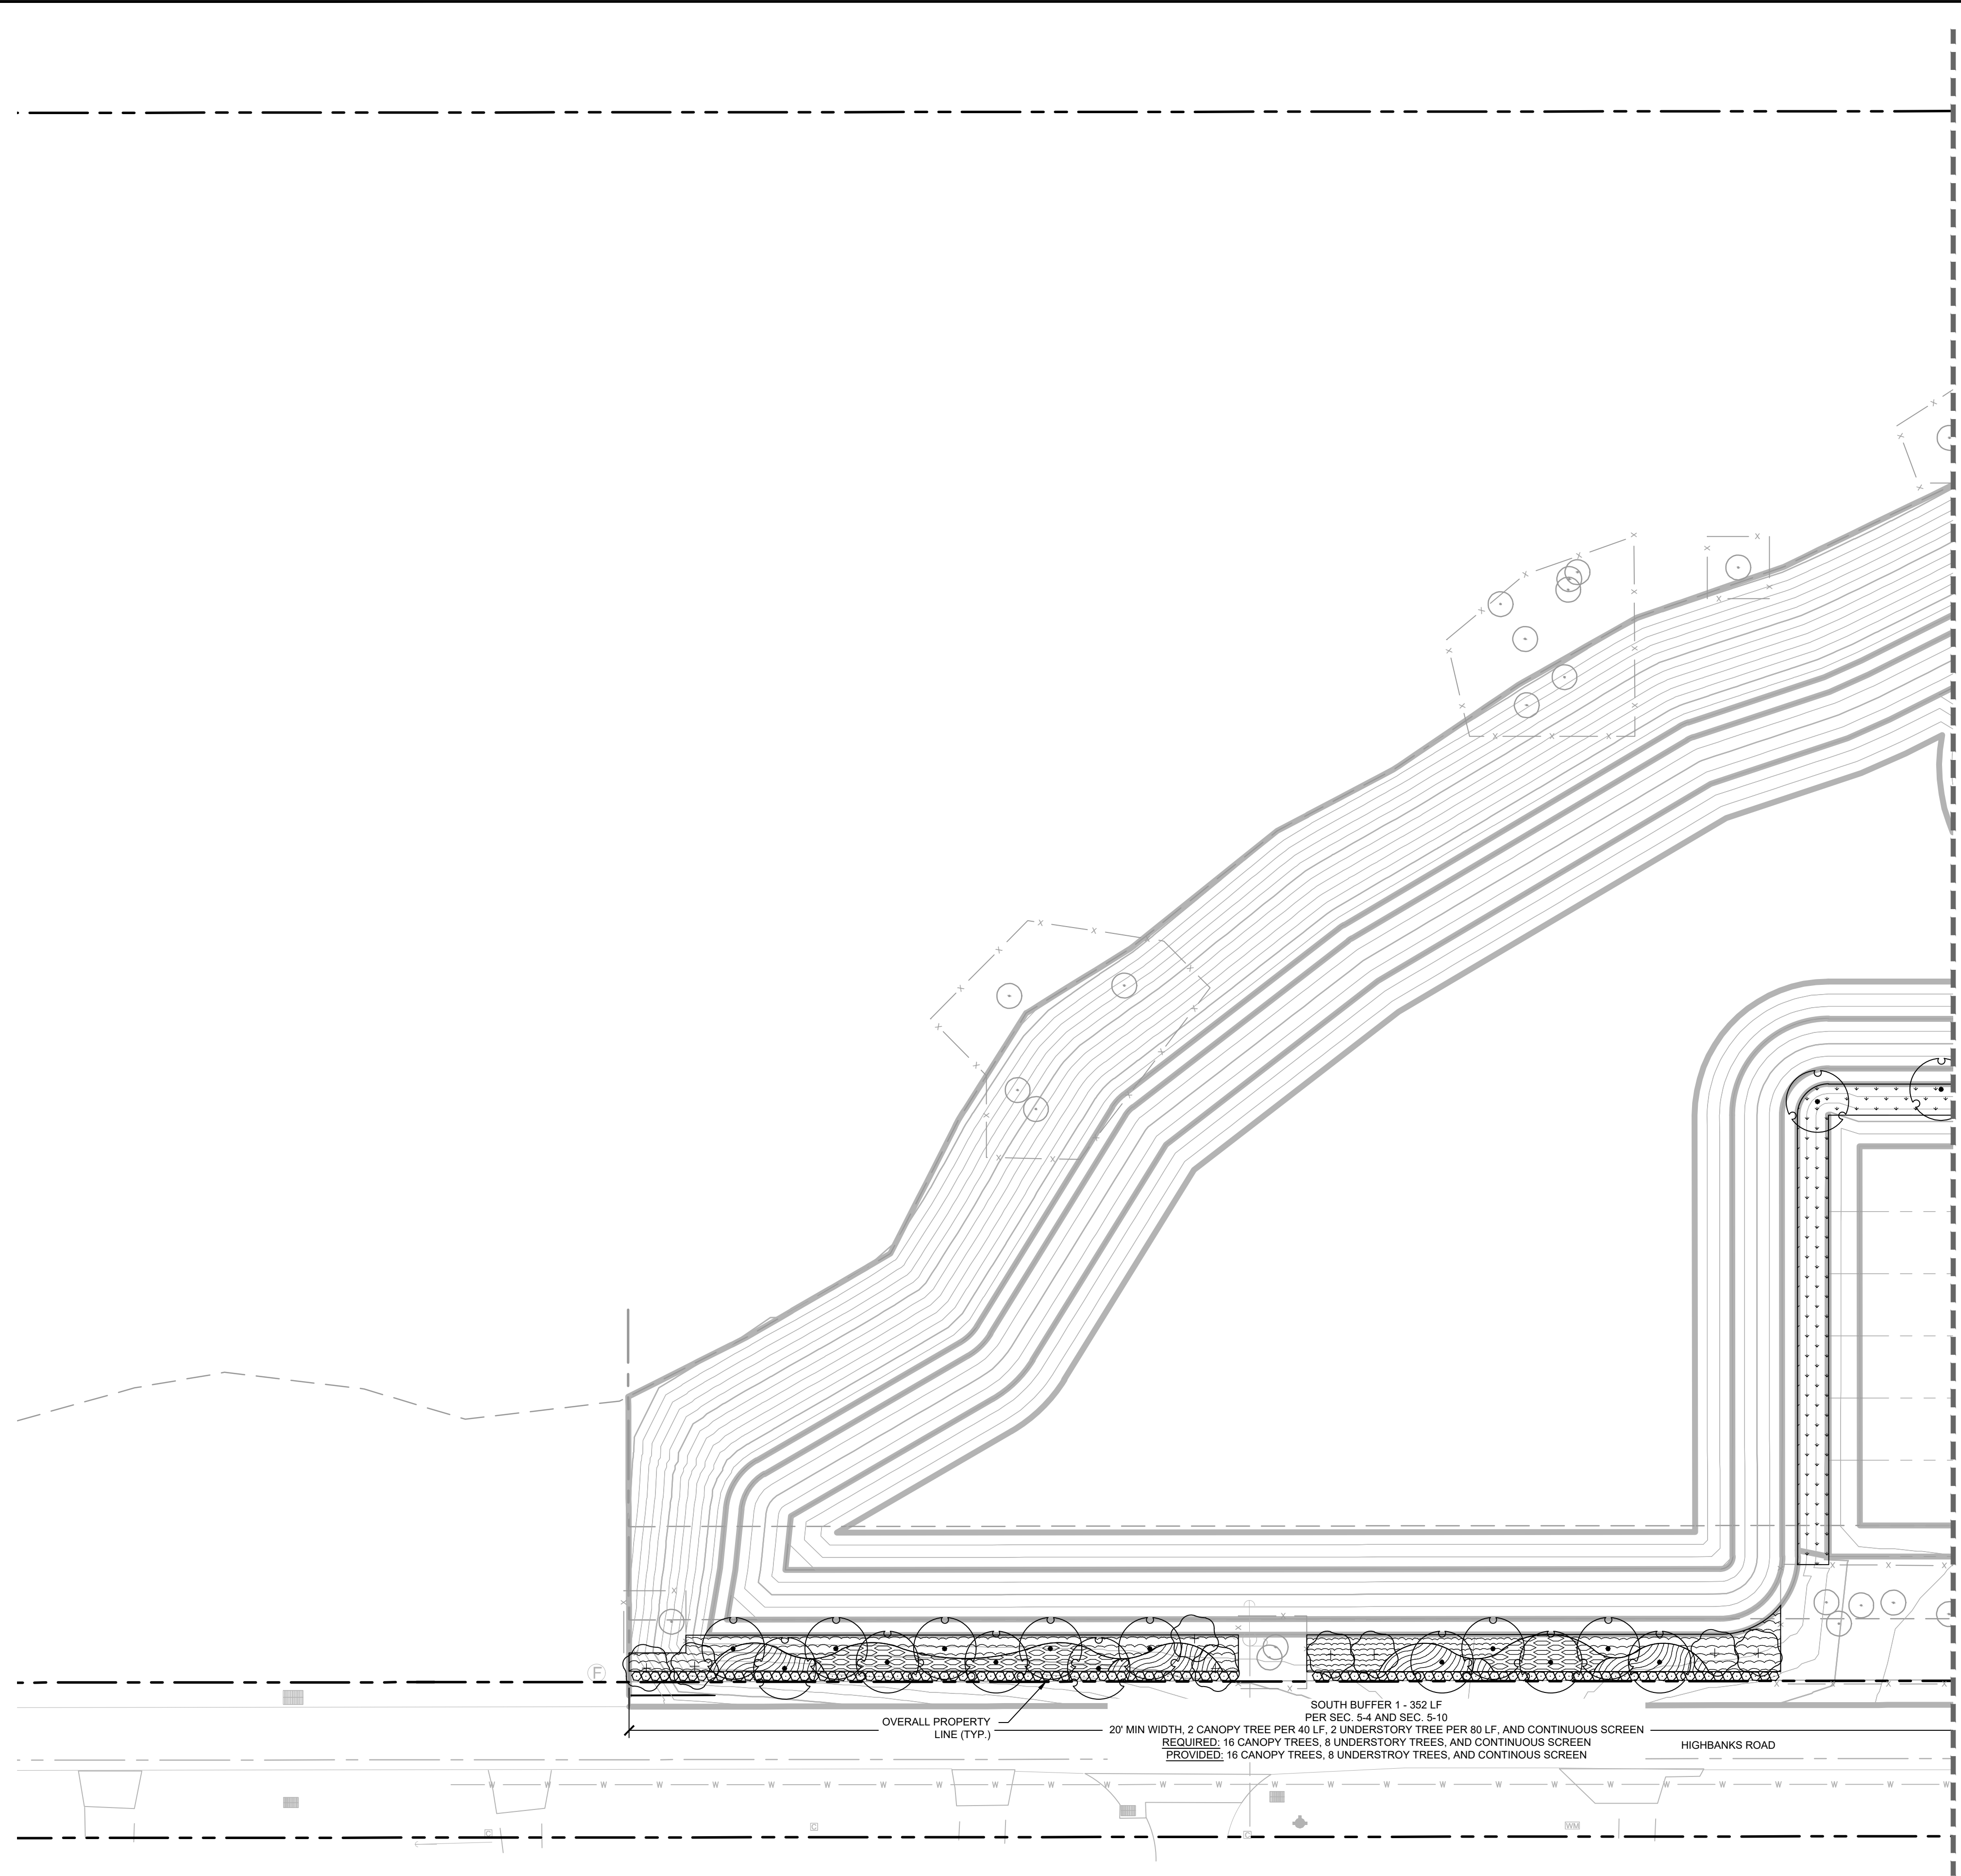 SOUTH BUFFER 1 - 352 LF
PER SEC. 5-4 AND SEC. 5-10
20' MIN WIDTH, 2 CANOPY TREE PER 40 LF, 2 UNDERSTORY TREE PER 80 LF, AND CONTINUOUS SCREEN
REQUIRED: 16 CANOPY TREES, 8 UNDERSTORY TREES, AND CONTINUOUS SCREEN
PROVIDED: 16 CANOPY TREES, 8 UNDERSTROY TREES, AND CONTINOUS SCREEN
OVERALL PROPERTY
LINE (TYP.)
HIGHBANKS ROAD
F
W W W W W W W W W W W W W W W W W W W W W W W W W W W
C
C
C
WM